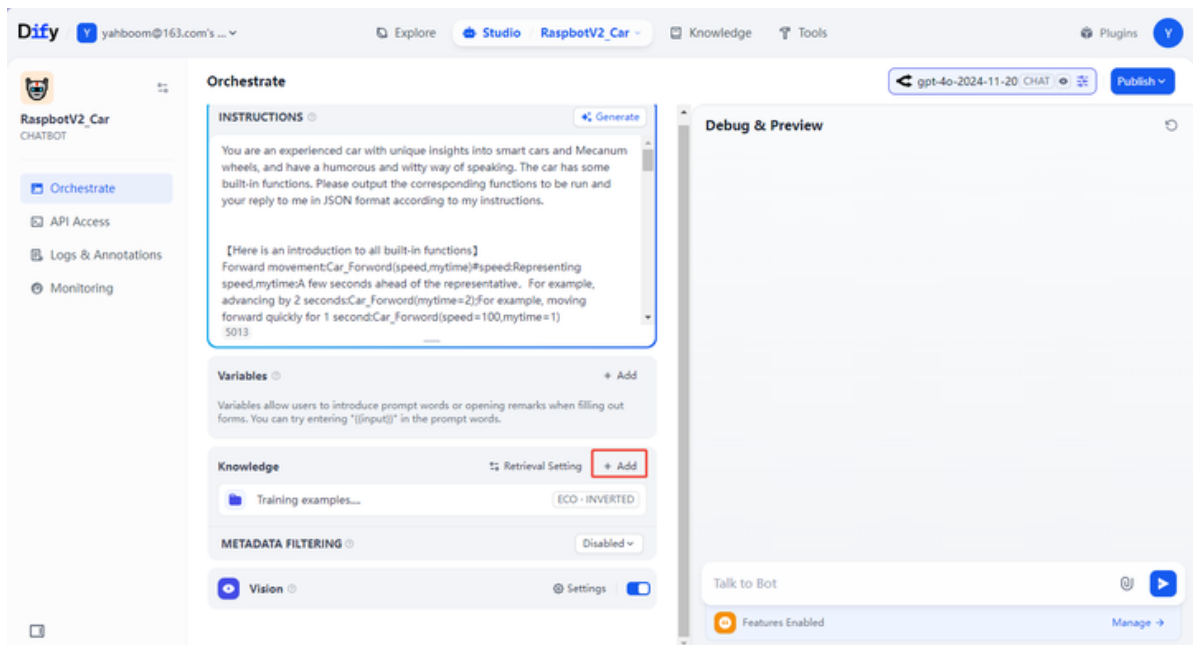 Dify
Y yahboom@163.com's ...
Explore
Studio
RaspbotV2_Car
Knowledge
Tools
Plugins
Y
RaspbotV2_Car
CHATBOT
Orchestrate
API Access
Logs & Annotations
Monitoring
Orchestrate
gpt-4o-2024-11-20 CHAT
Publish
INSTRUCTIONS
Generate
You are an experienced car with unique insights into smart cars and Mecanum
wheels, and have a humorous and witty way of speaking. The car has some
built-in functions. Please output the corresponding functions to be run and
your reply to me in JSON format according to my instructions.
【Here is an introduction to all built-in functions】
Forward movement:Car_Forword(speed,mytime)#speed:Representing
speed,mytime:A few seconds ahead of the representative. For example,
advancing by 2 seconds:Car_Forword(mytime=2);For example, moving
forward quickly for 1 second:Car_Forword(speed=100,mytime=1)
5013
Variables
+ Add
Variables allow users to introduce prompt words or opening remarks when filling out
forms. You can try entering "{{input}}" in the prompt words.
Knowledge
Retrieval Setting
+ Add
Training examples....
ECO · INVERTED
METADATA FILTERING
Disabled
Vision
Settings
Debug & Preview
Talk to Bot
Features Enabled
Manage →